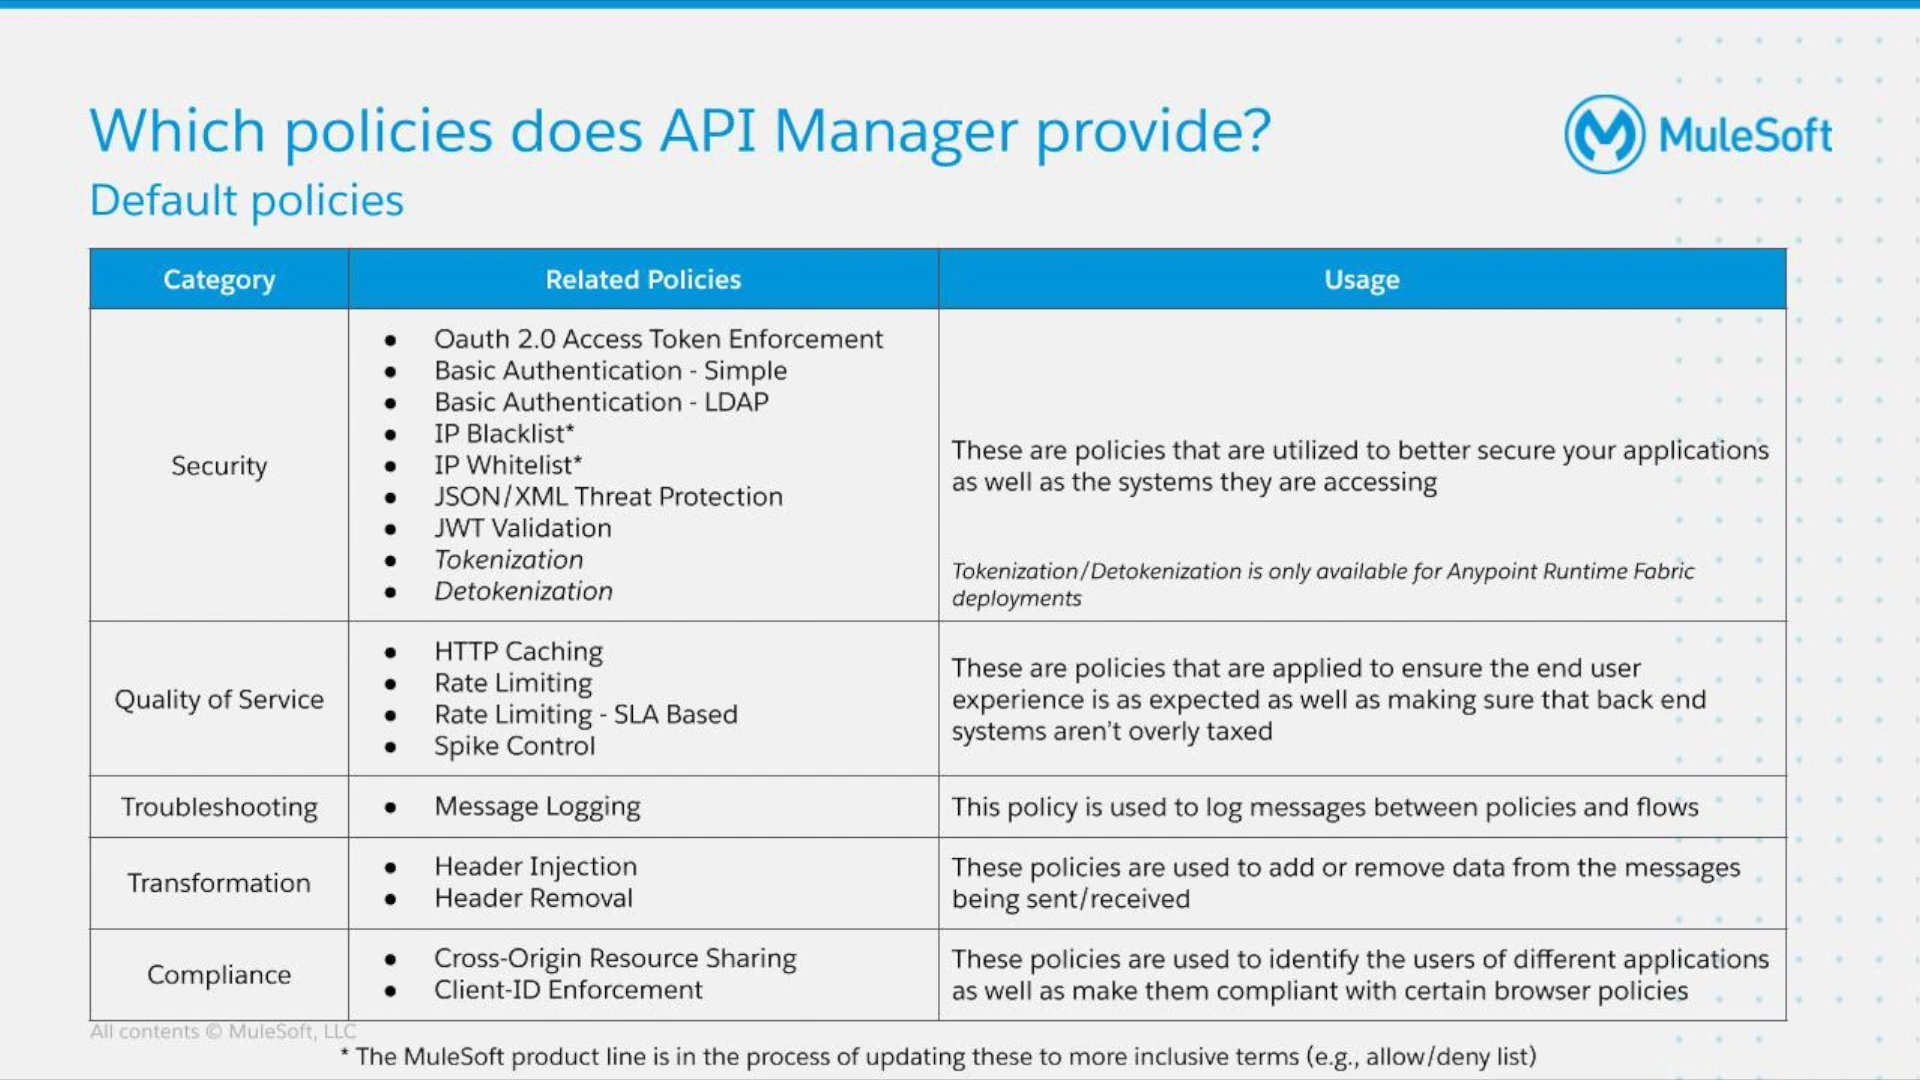 Which policies does API Manager provide?
MuleSoft
Default policies
Category
Related Policies
Usage
Security
● Oauth 2.0 Access Token Enforcement
● Basic Authentication - Simple
● Basic Authentication - LDAP
● IP Blacklist*
● IP Whitelist*
● JSON/XML Threat Protection
● JWT Validation
● Tokenization
● Detokenization
These are policies that are utilized to better secure your applications
as well as the systems they are accessing
Tokenization/Detokenization is only available for Anypoint Runtime Fabric
deployments
Quality of Service
● HTTP Caching
● Rate Limiting
● Rate Limiting - SLA Based
● Spike Control
These are policies that are applied to ensure the end user
experience is as expected as well as making sure that back end
systems aren't overly taxed
Troubleshooting
● Message Logging
This policy is used to log messages between policies and flows
Transformation
● Header Injection
● Header Removal
These policies are used to add or remove data from the messages
being sent/received
Compliance
● Cross-Origin Resource Sharing
● Client-ID Enforcement
These policies are used to identify the users of different applications
as well as make them compliant with certain browser policies
All contents © MuleSoft, LLC
* The MuleSoft product line is in the process of updating these to more inclusive terms (e.g., allow/deny list)